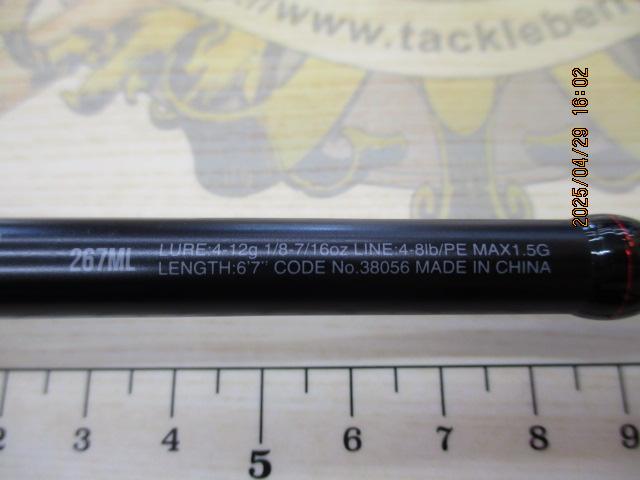 www.tackleberr
2025/04/29 16:02
267ML
LURE:4-12g 1/8-7/16oz LINE:4-8lb/PE MAX1.5G
LENGTH:6'7" CODE No.38056 MADE IN CHINA
2 3 4 5 6 7 8 9